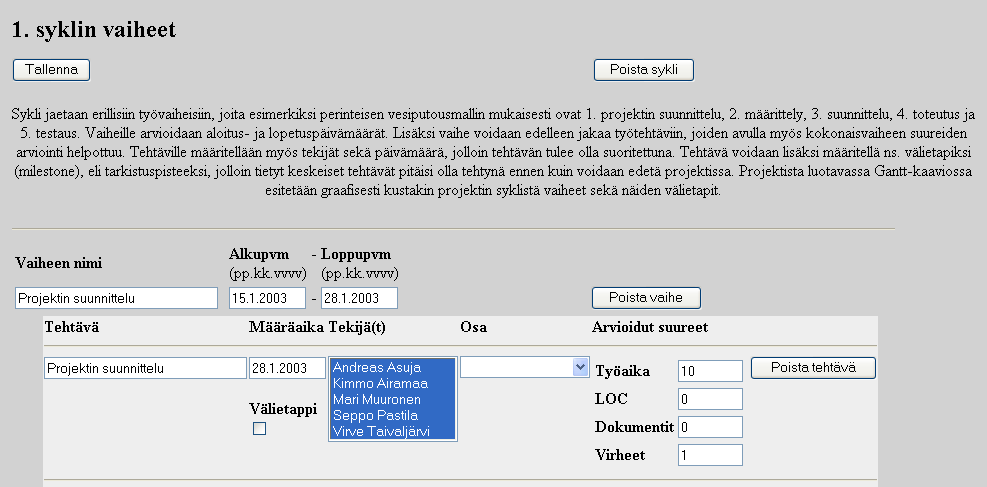 1. syklin vaiheet
Tallenna Poista sykli
Sykli jaetaan erillisiin työvaiheisiin, joita esimerkiksi perinteisen vesiputousmallin mukaisesti ovat 1. projektin suunnittelu, 2. määrittely, 3. suunnittelu, 4. toteutus ja
5. testaus. Vaiheille arvioidaan aloitus- ja lopetuspäivämäärät. Lisäksi vaihe voidaan edelleen jakaa työtehtäviin, joiden avulla myös kokonaisvaiheen suureiden
arviointi helpottuu. Tehtäville määritellään myös tekijät sekä päivämäärä, jolloin tehtävän tulee olla suoritettuna. Tehtävä voidaan lisäksi määritellä ns. välietapiksi
(milestone), eli tarkistuspisteeksi, jolloin tietyt keskeiset tehtävät pitäisi olla tehtynä ennen kuin voidaan edetä projektissa. Projektista luotavassa Gantt-kaaviossa
esitetään graafisesti kustakin projektin syklistä vaiheet sekä näiden välietapit.
Vaiheen nimi Alkupvm - Loppupvm
(pp.kk.vvvv) (pp.kk.vvvv)
Projektin suunnittelu 15.1.2003 - 28.1.2003 Poista vaihe
Tehtävä Määräaika Tekijä(t) Osa Arvioidut suureet
Projektin suunnittelu 28.1.2003 Andreas Asuja Työaika 10 Poista tehtävä
Kimmo Airamaa
Mari Muuronen LOC 0
Välietappi Seppo Pastila
Virve Taivaljärvi Dokumentit 0
Virheet 1